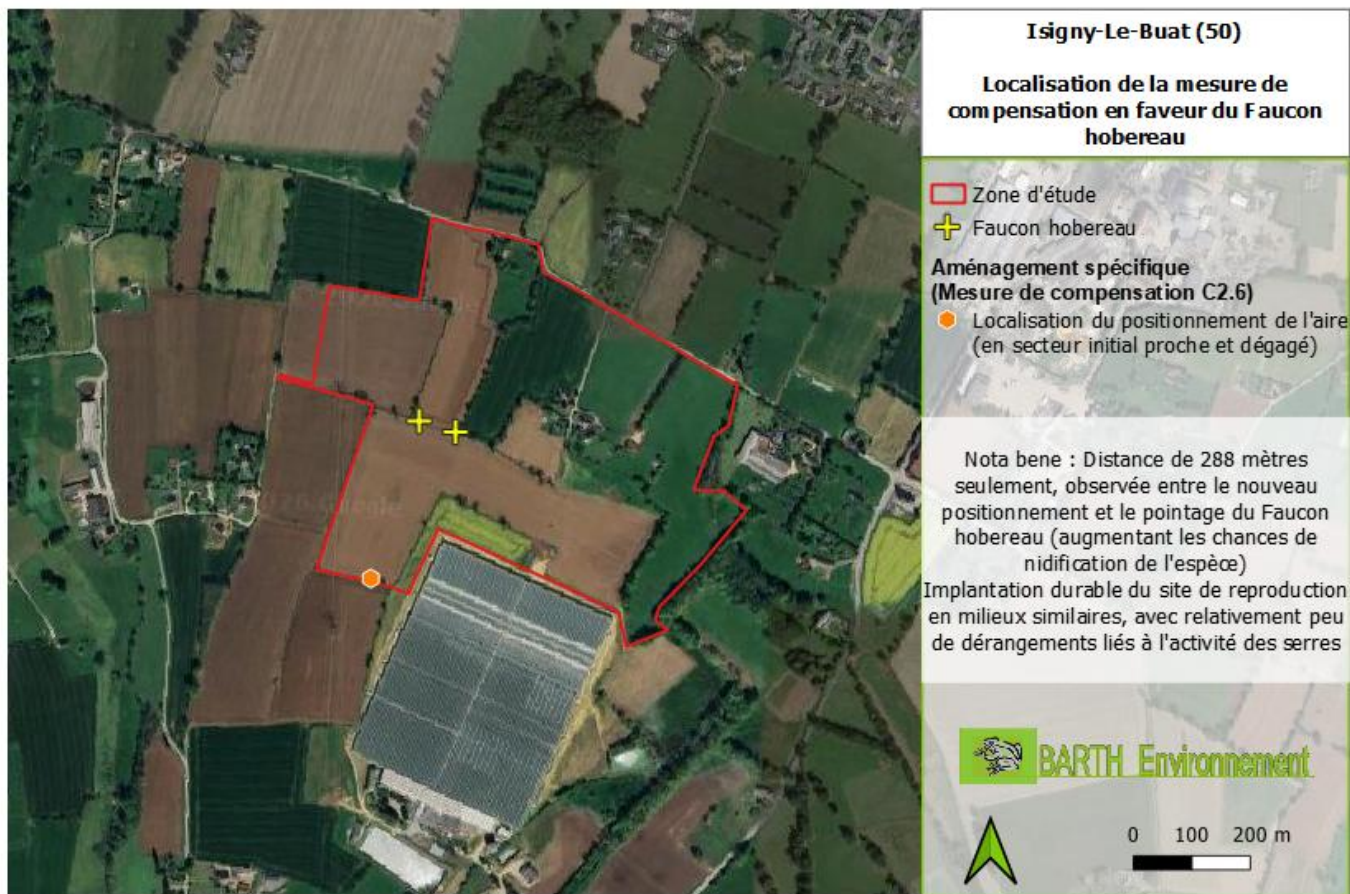 Isigny-Le-Buat (50)
Localisation de la mesure de
compensation en faveur du Faucon
hobereau
Zone d'étude
Faucon hobereau
Aménagement spécifique
(Mesure de compensation C2.6)
Localisation du positionnement de l'aire
(en secteur initial proche et dégagé)
Nota bene : Distance de 288 mètres
seulement, observée entre le nouveau
positionnement et le pointage du Faucon
hobereau (augmentant les chances de
nidification de l'espèce)
Implantation durable du site de reproduction
en milieux similaires, avec relativement peu
de dérangements liés à l'activité des serres
BARTH Environnement
0 100 200 m